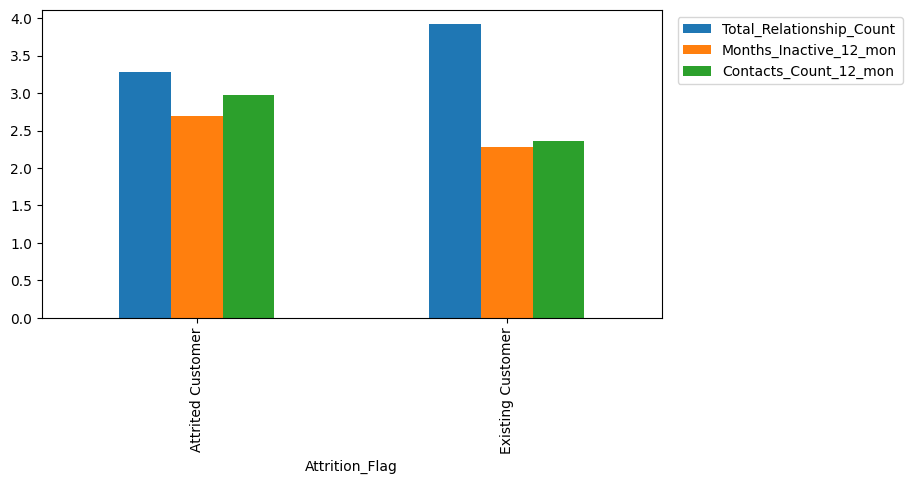 4.0
3.5
3.0
2.5
2.0
1.5
1.0
0.5
0.0
Total_Relationship_Count
Months_Inactive_12_mon
Contacts_Count_12_mon
Attrited Customer
Existing Customer
Attrition_Flag